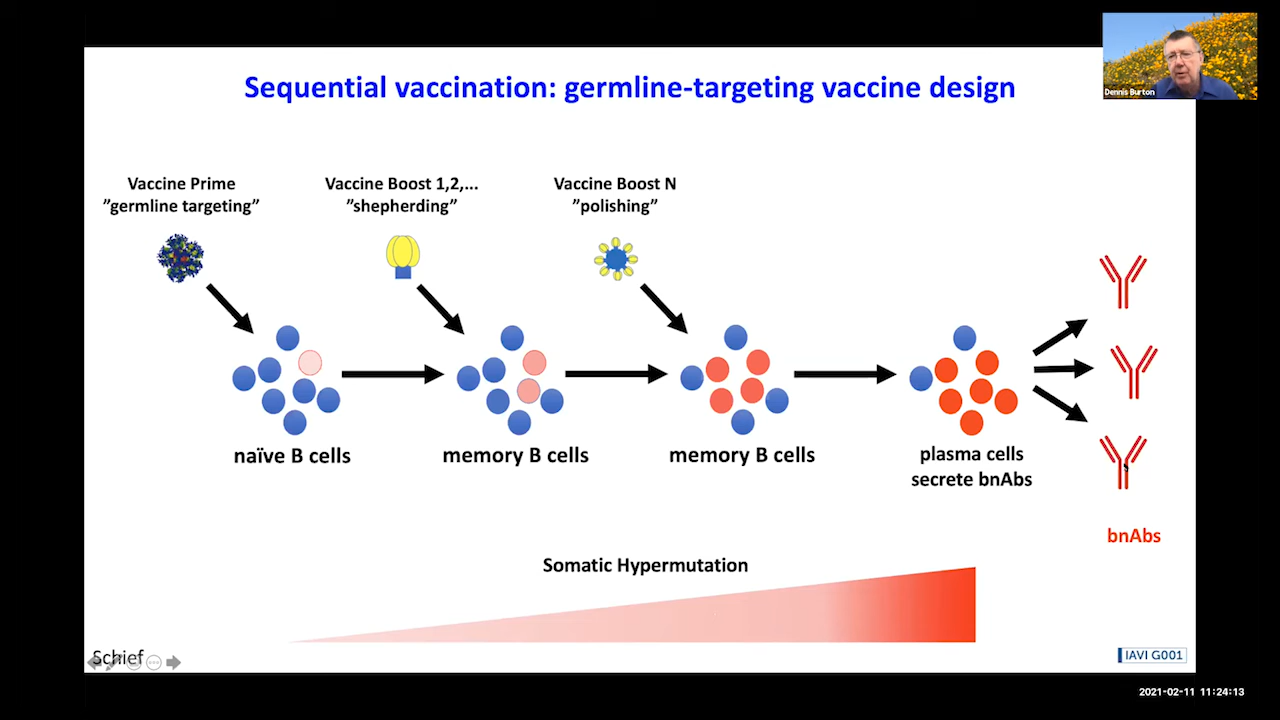 Sequential vaccination: germline-targeting vaccine design
Dennis Burton
Vaccine Prime
”germline targeting”
Vaccine Boost 1,2,...
”shepherding”
Vaccine Boost N
”polishing”
naïve B cells
memory B cells
memory B cells
plasma cells
secrete bnAbs
bnAbs
Somatic Hypermutation
Schief
IAVI G001
2021-02-11 11:24:13